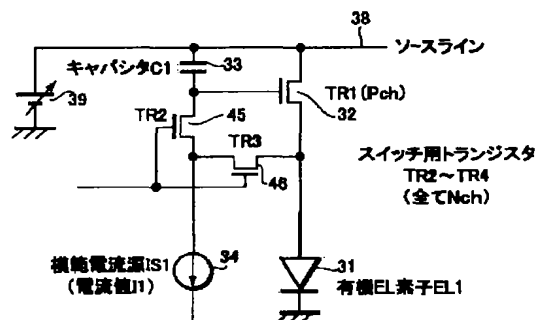 38
ソースライン
キャパシタC1
33
39
TR1(Pch)
32
TR2
45
TR3
46
スイッチ用トランジスタ
TR2～TR4
(全てNch)
模範電流源IS1
(電流値I1)
34
31
有機EL素子EL1